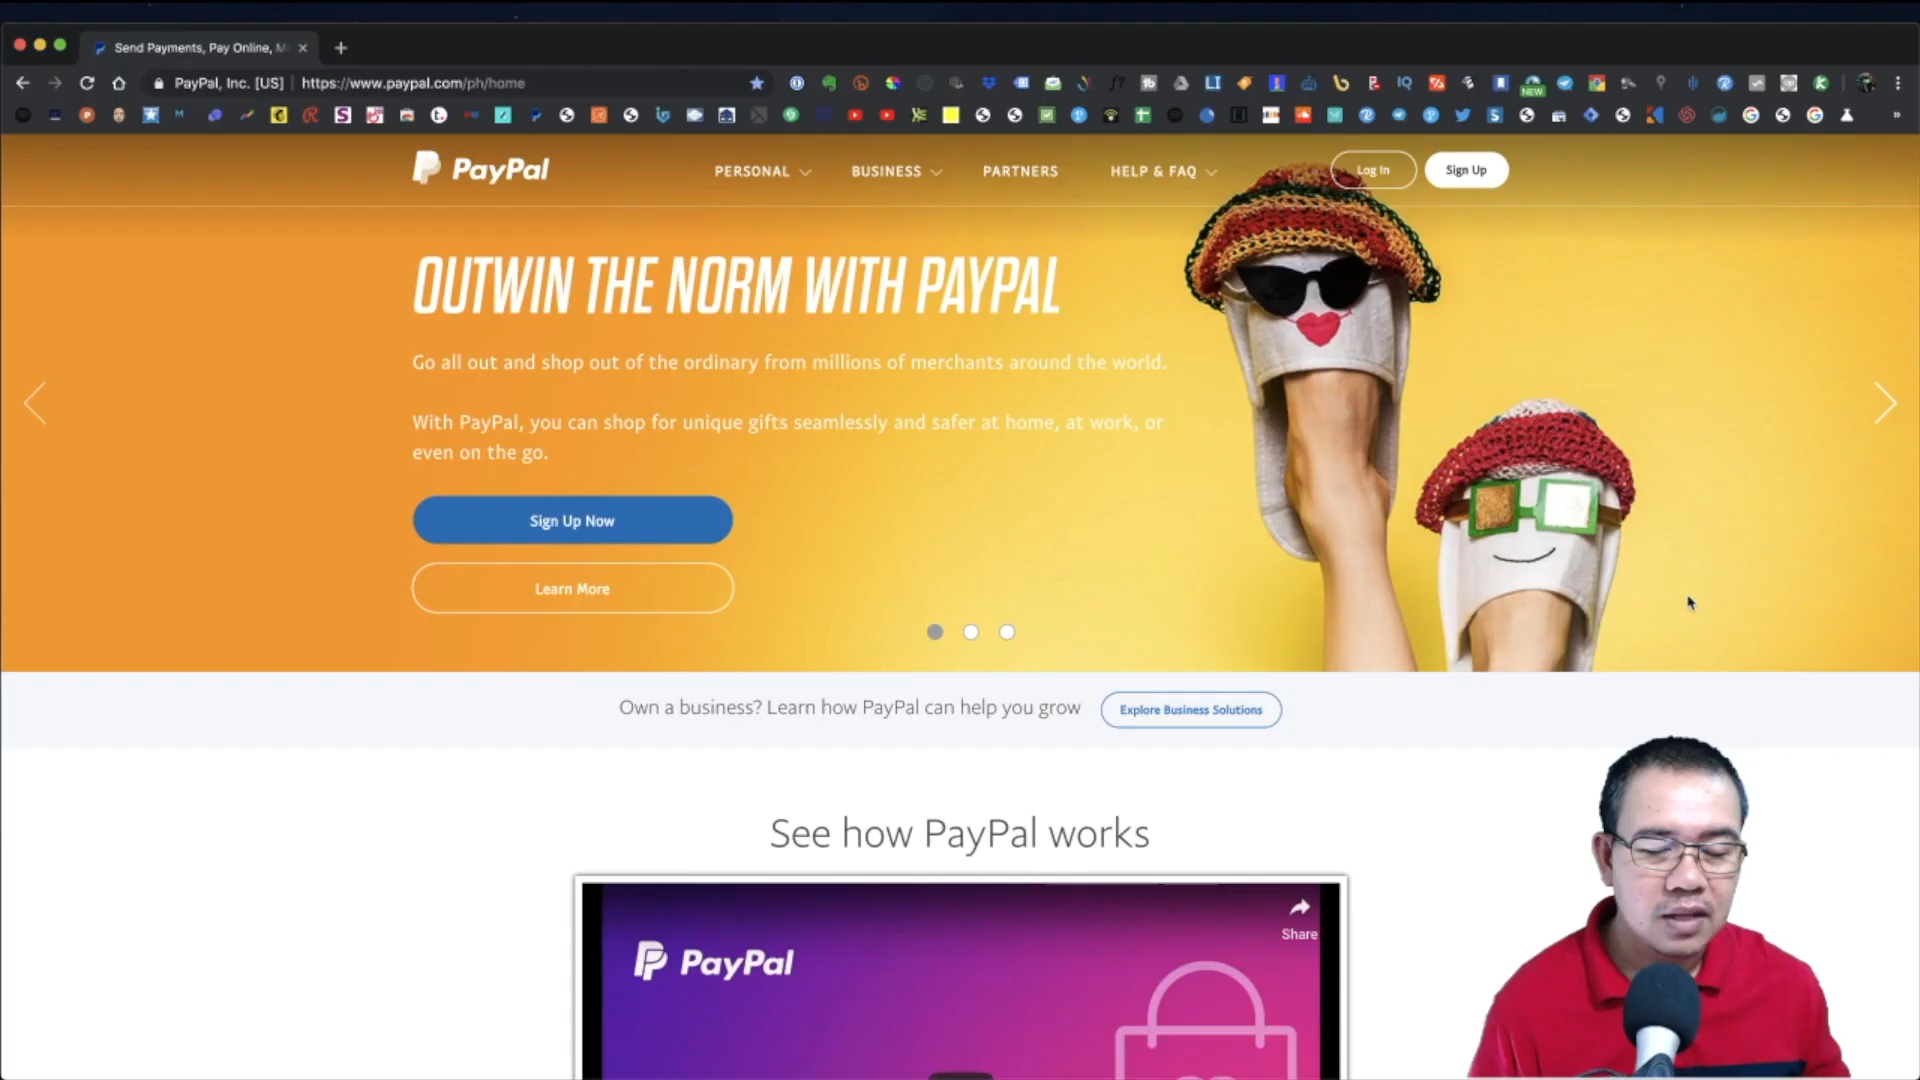 Send Payments, Pay Online, M
PayPal, Inc. [US] https://www.paypal.com/ph/home
NEW
PayPal
PERSONAL
BUSINESS
PARTNERS
HELP & FAQ
Log In
Sign Up
OUTWIN THE NORM WITH PAYPAL
Go all out and shop out of the ordinary from millions of merchants around the world.
With PayPal, you can shop for unique gifts seamlessly and safer at home, at work, or
even on the go.
Sign Up Now
Learn More
Own a business? Learn how PayPal can help you grow
Explore Business Solutions
See how PayPal works
Share
PayPal